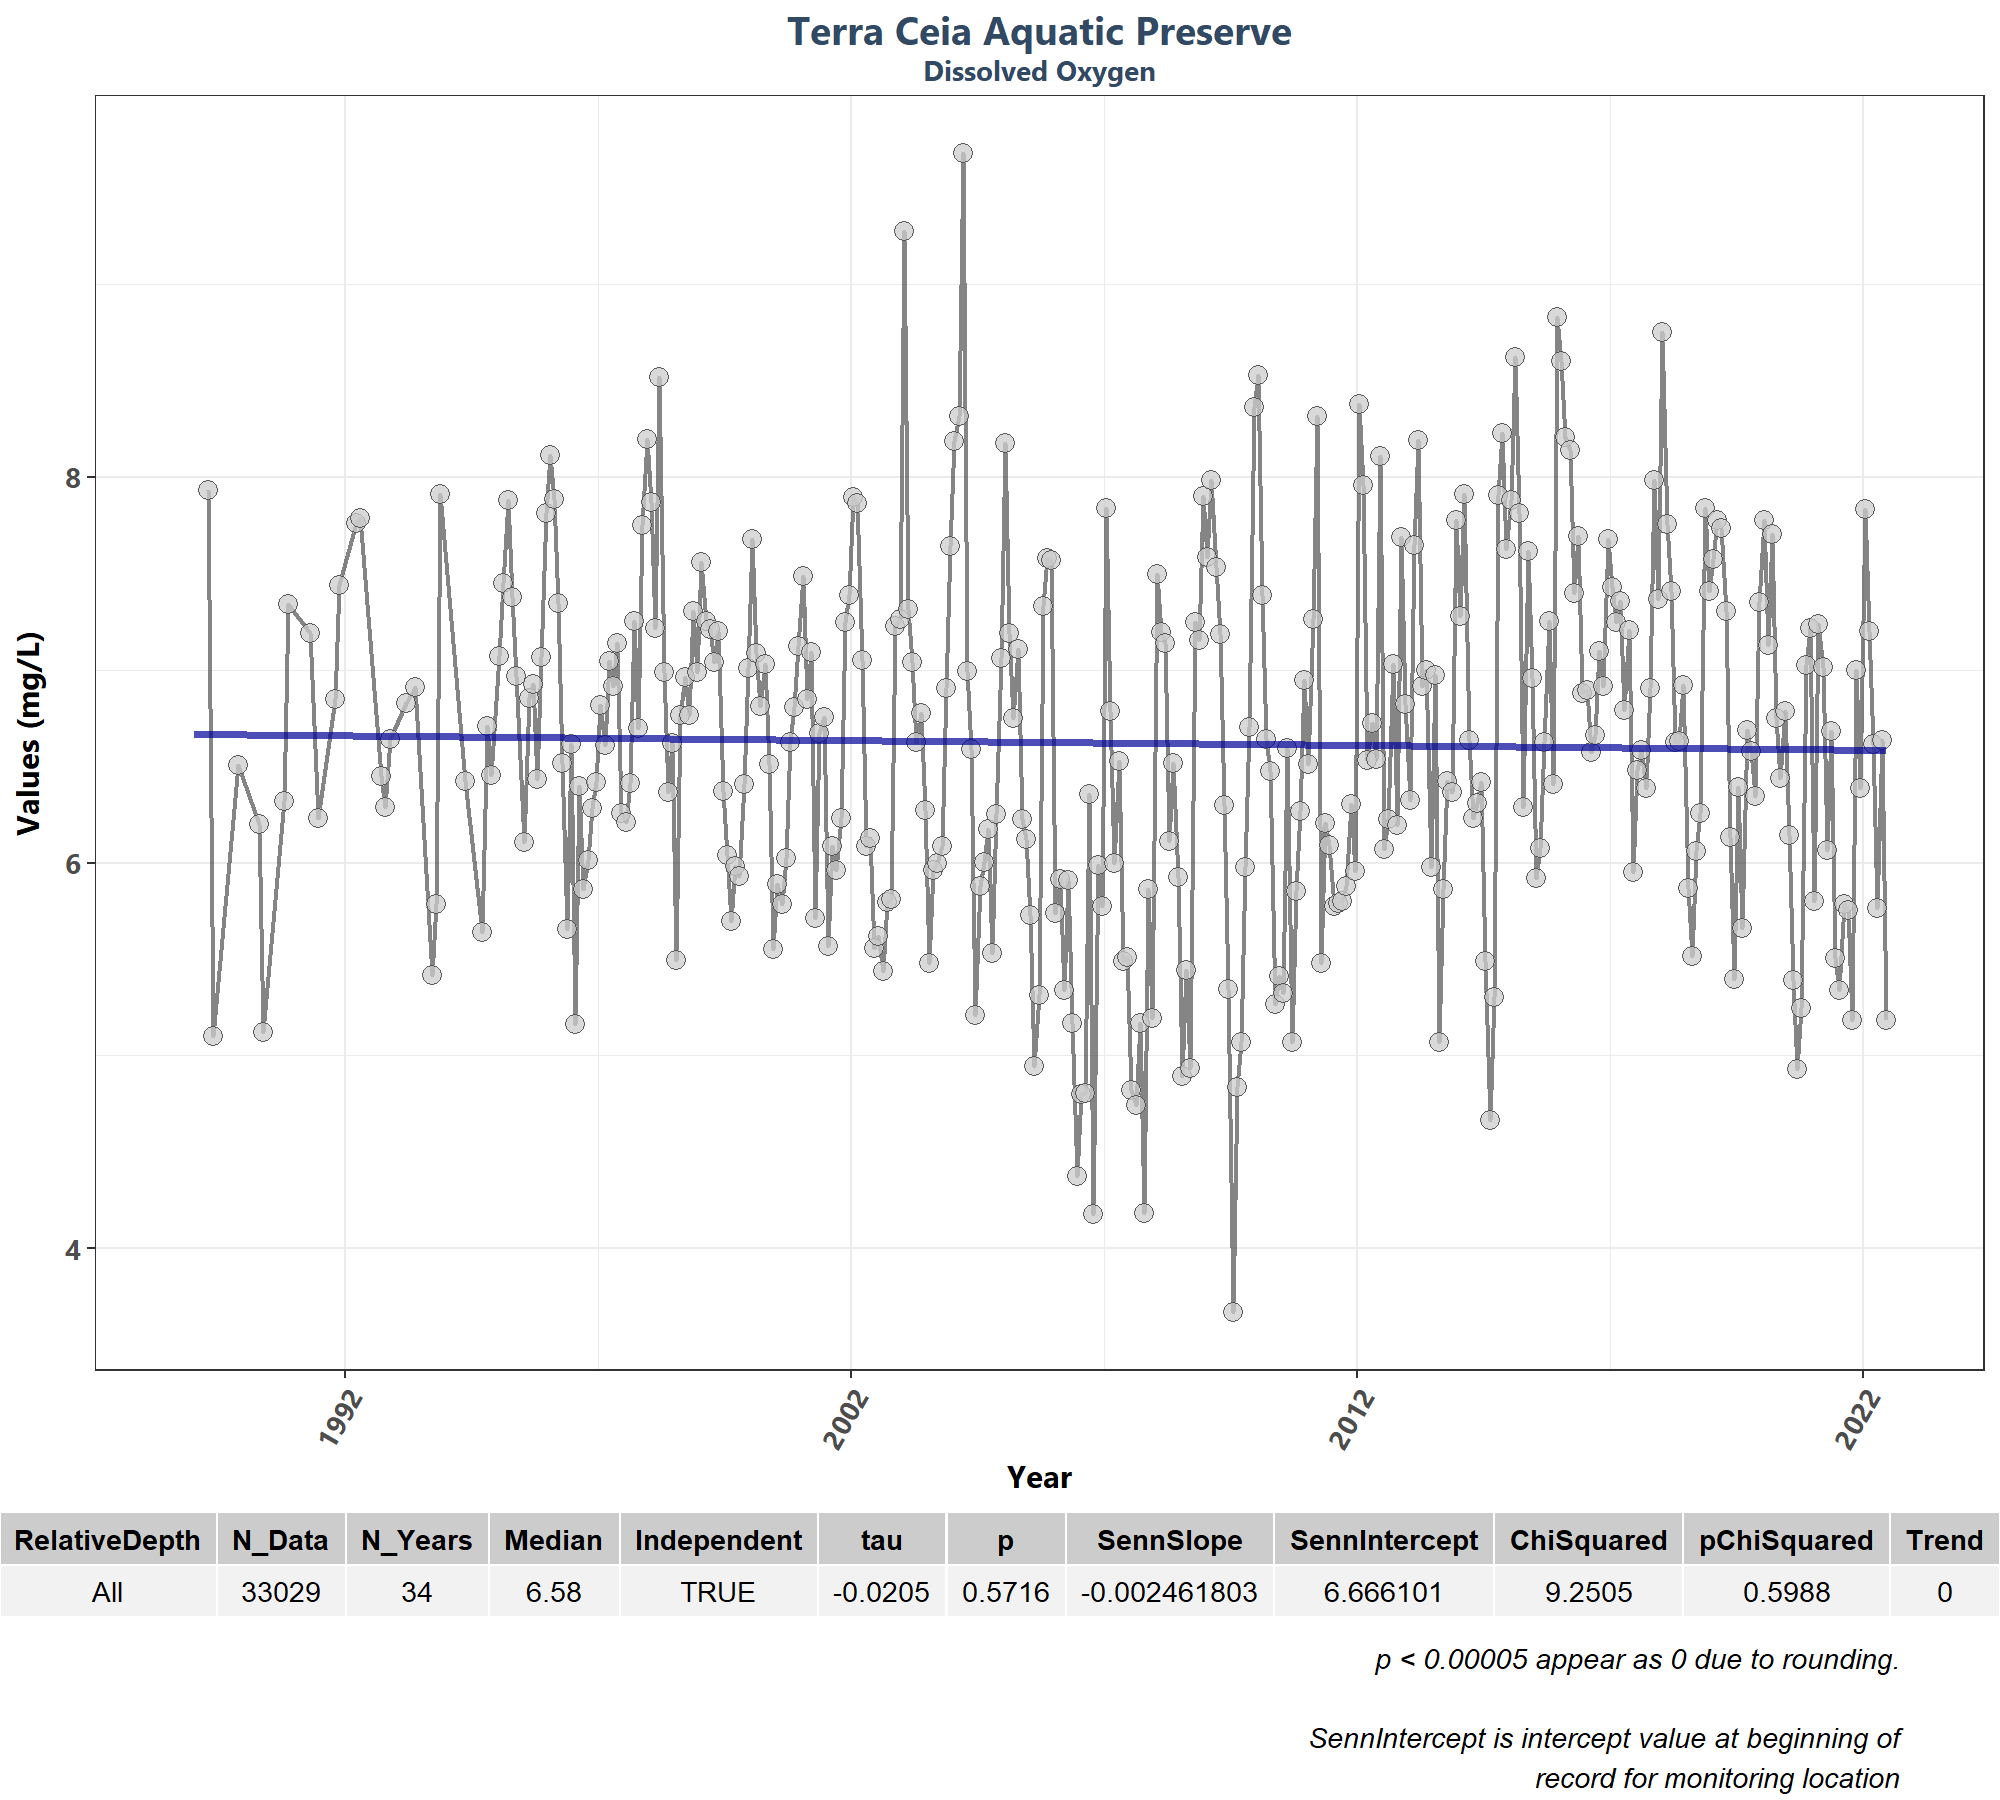 Terra Ceia Aquatic Preserve
Dissolved Oxygen
Values (mg/L)
8
6
4
1992 2002 2012 2022
Year
RelativeDepth N_Data N_Years Median Independent tau p SennSlope SennIntercept ChiSquared pChiSquared Trend
All 33029 34 6.58 TRUE -0.0205 0.5716 -0.002461803 6.666101 9.2505 0.5988 0
p < 0.00005 appear as 0 due to rounding.
SennIntercept is intercept value at beginning of
record for monitoring location